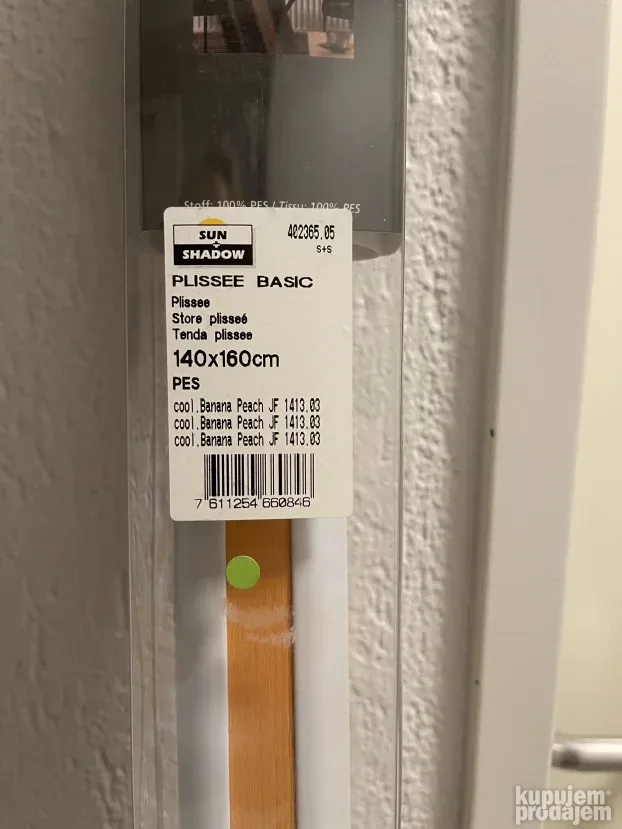 Stoff: 100% PES / Tissu: 100% PES
SUN
+
SHADOW
402365.05
S+S
PLISSEE BASIC
Plissee
Store plisseé
Tenda plissee
140x160cm
PES
cool.Banana Peach JF 1413.03
cool.Banana Peach JF 1413.03
cool.Banana Peach JF 1413.03
7 611254 660846
kupujem
prodajem